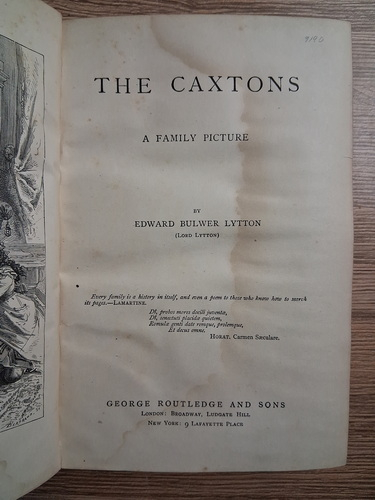 THE CAXTONS
A FAMILY PICTURE
BY
EDWARD BULWER LYTTON
(LORD LYTTON)
Every family is a history in itself, and even a poem to those who know how to search
its pages.—LAMARTINE.
Di, probos mores docili juventæ,
Di, senectuti placidæ quietem,
Romulæ genti date remque, prolemque,
Et decus omne.
HORAT. Carmen Sæculare.
GEORGE ROUTLEDGE AND SONS
LONDON: BROADWAY, LUDGATE HILL
NEW YORK: 9 LAFAYETTE PLACE